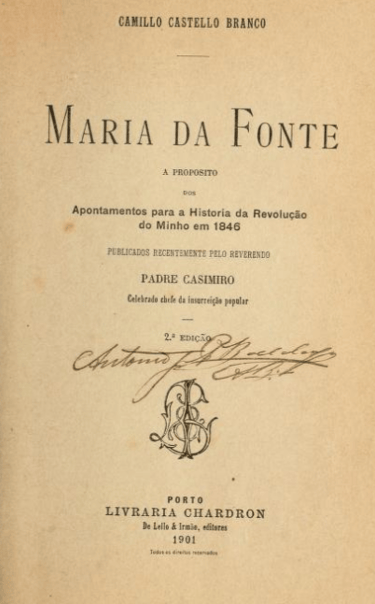 CAMILLO CASTELLO BRANCO
MARIA DA FONTE
A PROPOSITO
DOS
Apontamentos para a Historia da Revolução
do Minho em 1846
PUBLICADOS RECENTEMENTE PELO REVERENDO
PADRE CASIMIRO
Celebrado chefe da insurreição popular
2.ª EDIÇÃO
Antonio
PORTO
LIVRARIA CHARDRON
De Lello & Irmão, editores
1901
Todos os direitos reservados